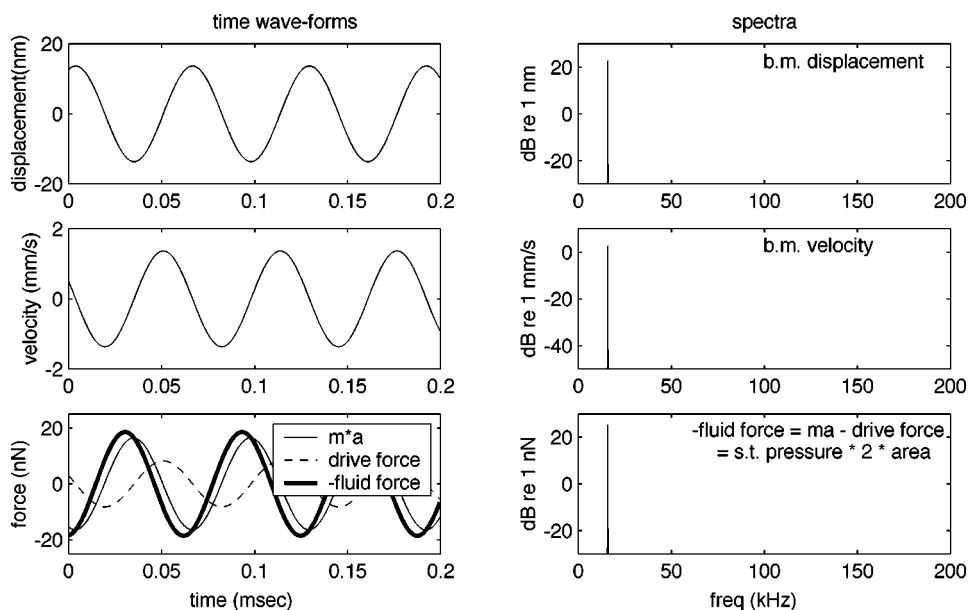 time wave-forms
spectra
displacement(nm)
20
0
-20
0
0.05
0.1
0.15
0.2
dB re 1 nm
20
0
-20
0
50
100
150
200
b.m. displacement
velocity (mm/s)
2
0
-2
0
0.05
0.1
0.15
0.2
dB re 1 mm/s
0
-20
-40
0
50
100
150
200
b.m. velocity
force (nN)
20
0
-20
0
0.05
0.1
0.15
0.2
m*a
drive force
-fluid force
time (msec)
dB re 1 nN
20
0
-20
0
50
100
150
200
-fluid force = ma - drive force
= s.t. pressure * 2 * area
freq (kHz)